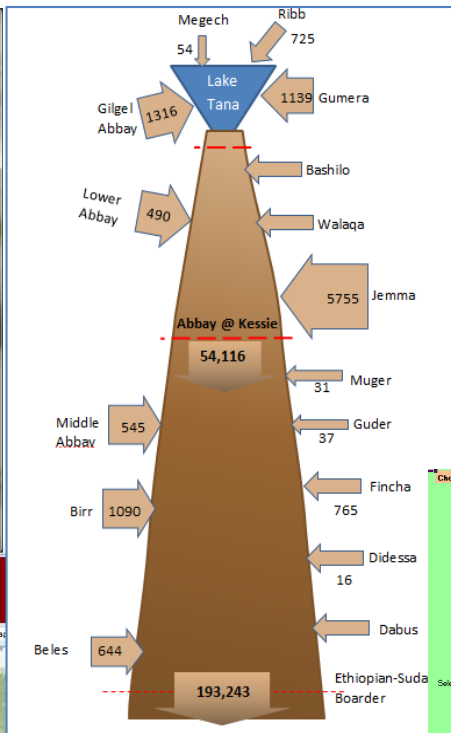 Megech
54
Ribb
725
Lake
Tana
Gilgel
Abbay
1316
1139
Gumera
Bashilo
Lower
Abbay
490
Walaqa
5755
Jemma
Abbay @ Kessie
54,116
Muger
31
Middle
Abbay
545
Guder
37
Birr
1090
Fincha
765
Didessa
16
Beles
644
Dabus
Ethiopian-Suda
Boarder
193,243